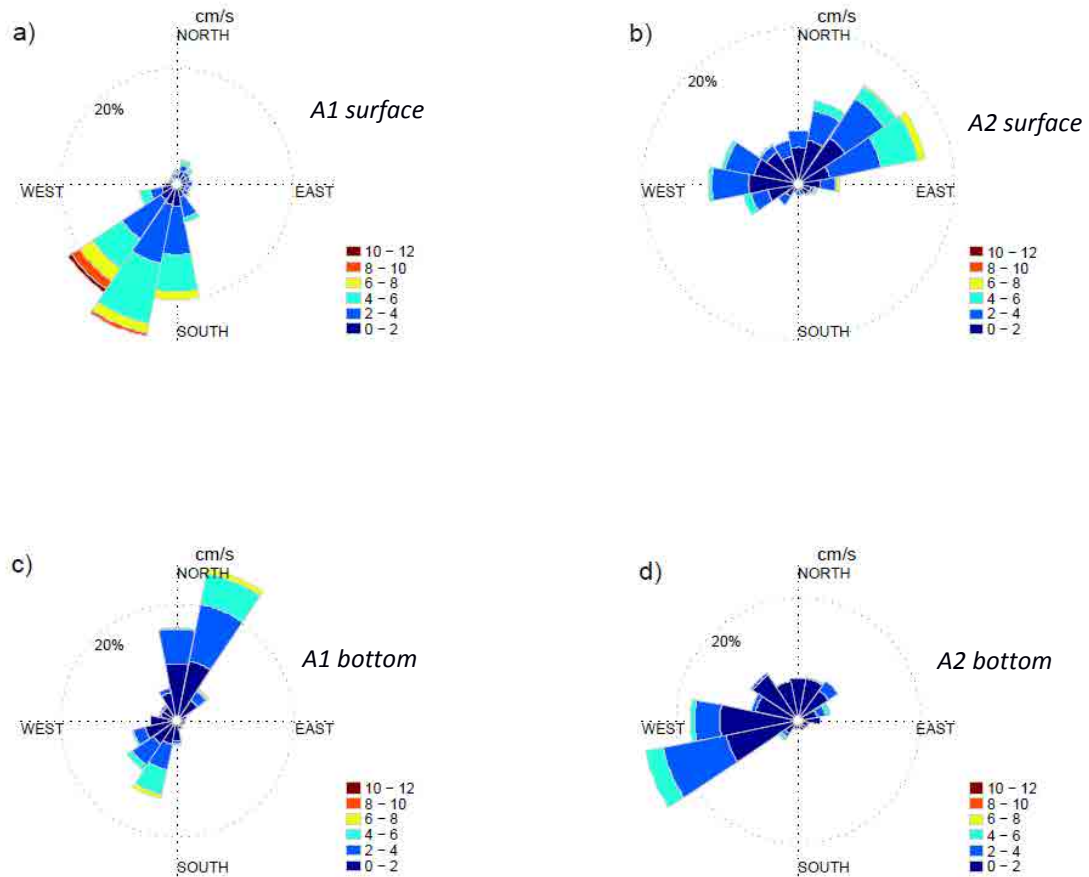 a)
cm/s
NORTH
20%
A1 surface
WEST
EAST
SOUTH
10 – 12
8 – 10
6 – 8
4 – 6
2 – 4
0 – 2
b)
cm/s
NORTH
20%
A2 surface
WEST
EAST
SOUTH
10 – 12
8 – 10
6 – 8
4 – 6
2 – 4
0 – 2
c)
cm/s
NORTH
20%
A1 bottom
WEST
EAST
SOUTH
10 – 12
8 – 10
6 – 8
4 – 6
2 – 4
0 – 2
d)
cm/s
NORTH
20%
A2 bottom
WEST
EAST
SOUTH
10 – 12
8 – 10
6 – 8
4 – 6
2 – 4
0 – 2